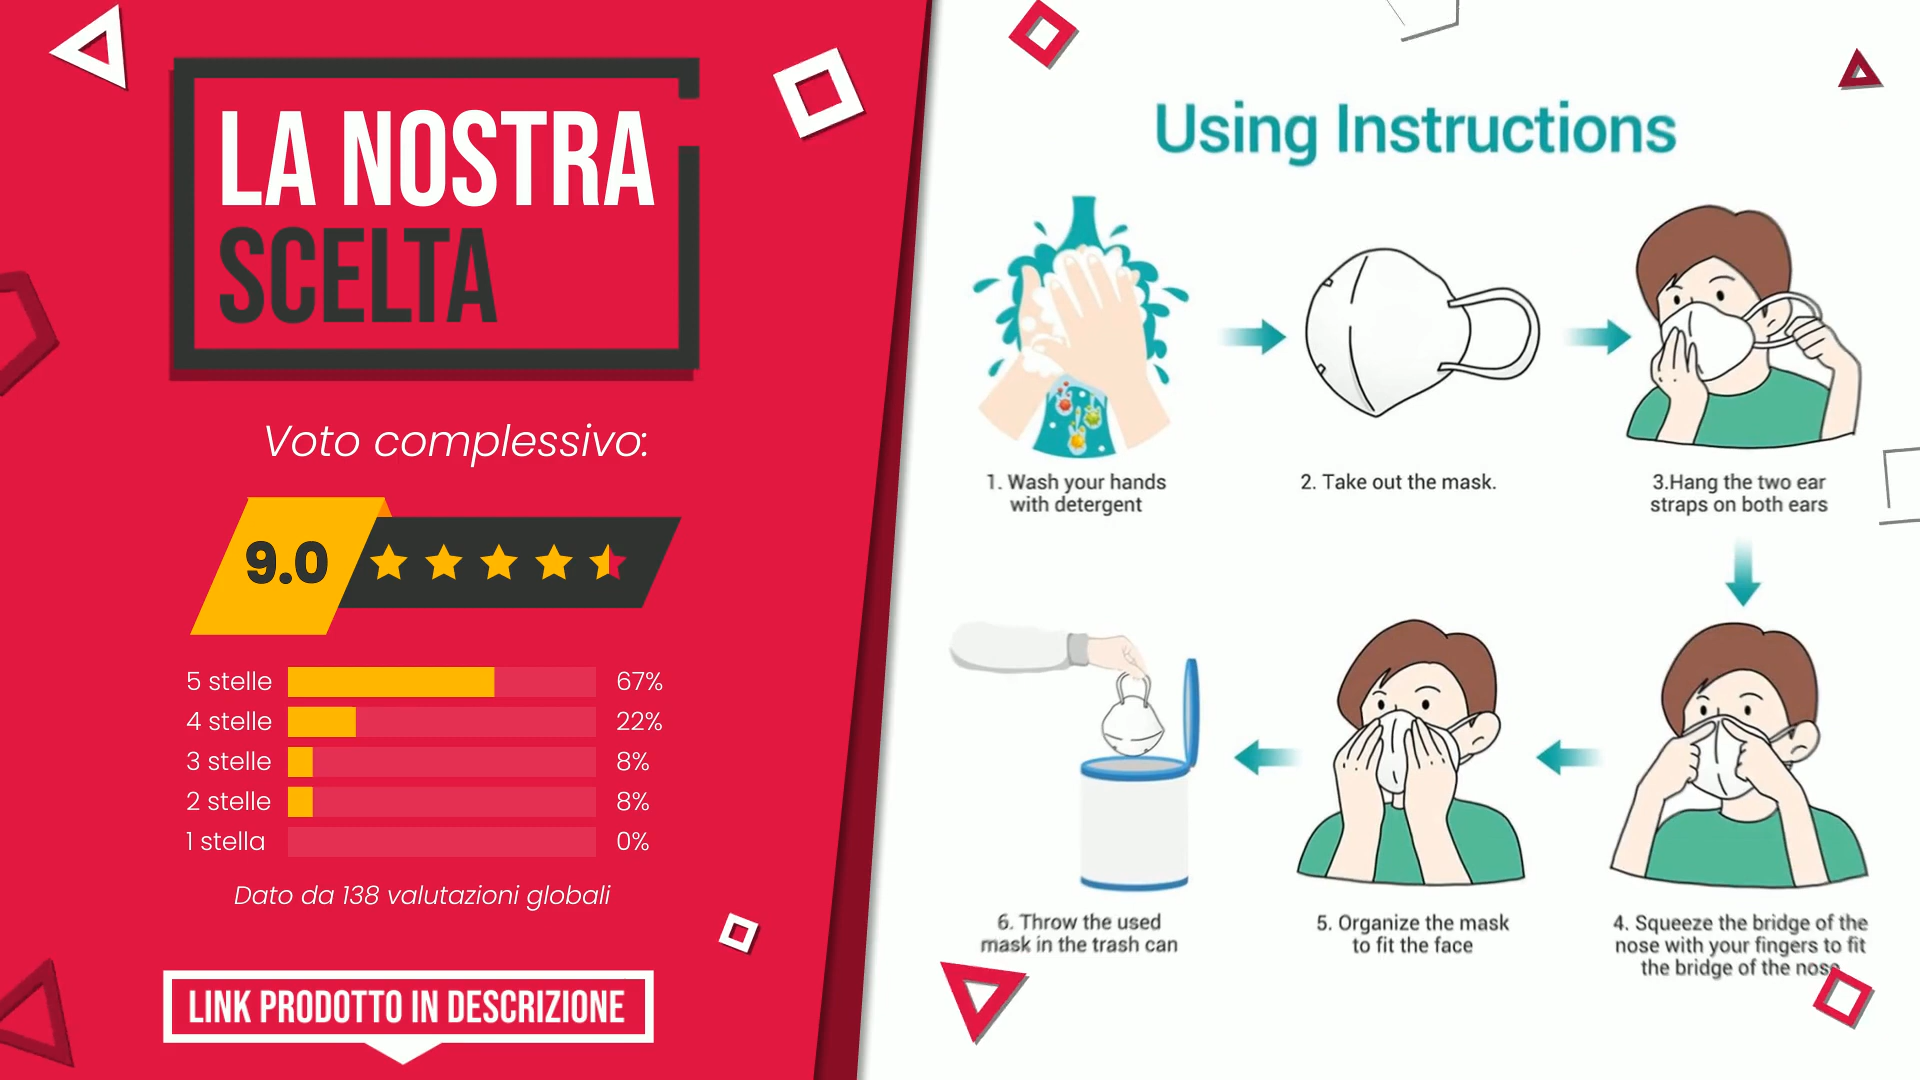 LA NOSTRA
SCELTA
Voto complessivo:
9.0
5 stelle 67%
4 stelle 22%
3 stelle 8%
2 stelle 8%
1 stella 0%
Dato da 138 valutazioni globali
LINK PRODOTTO IN DESCRIZIONE
Using Instructions
1. Wash your hands
with detergent
2. Take out the mask.
3.Hang the two ear
straps on both ears
4. Squeeze the bridge of the
nose with your fingers to fit
the bridge of the nose
5. Organize the mask
to fit the face
6. Throw the used
mask in the trash can